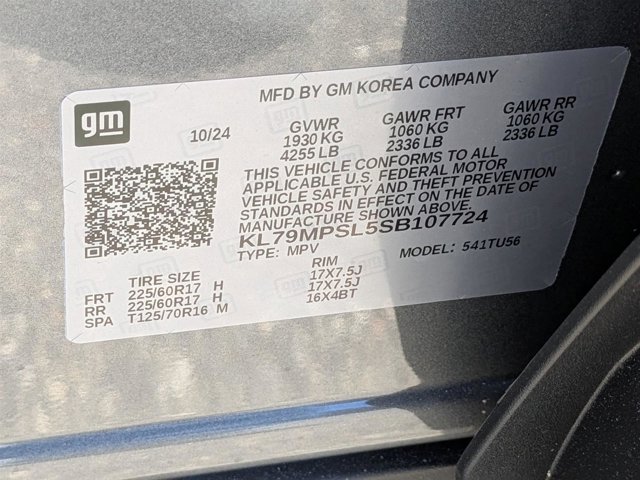 gm
MFD BY GM KOREA COMPANY
10/24
GVWR
1930 KG
4255 LB
GAWR FRT
1060 KG
2336 LB
GAWR RR
1060 KG
2336 LB
THIS VEHICLE CONFORMS TO ALL
APPLICABLE U.S. FEDERAL MOTOR
VEHICLE SAFETY AND THEFT PREVENTION
STANDARDS IN EFFECT ON THE DATE OF
MANUFACTURE SHOWN ABOVE.
KL79MPSL5SB107724
TYPE: MPV
MODEL: 541TU56
TIRE SIZE RIM
FRT 225/60R17 H 17X7.5J
RR 225/60R17 H 17X7.5J
SPA T125/70R16 M 16X4BT